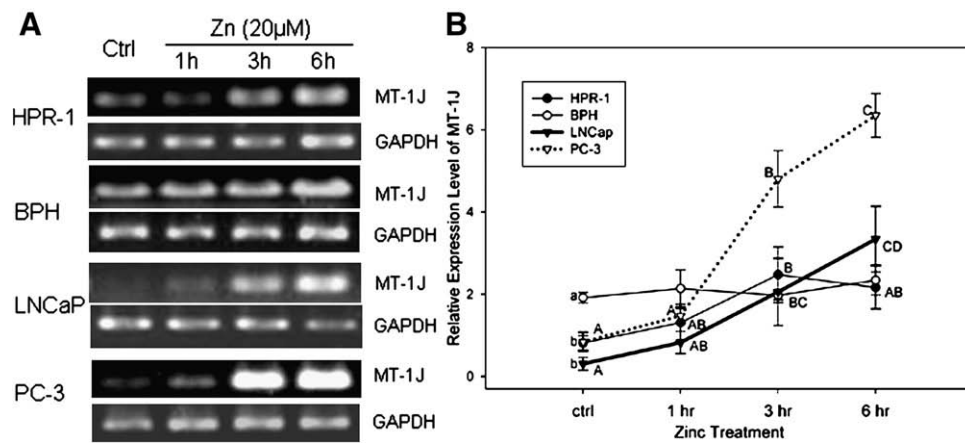 A
Ctrl
Zn (20μM)
1h 3h 6h
HPR-1
MT-1J
GAPDH
BPH
MT-1J
GAPDH
LNCaP
MT-1J
GAPDH
PC-3
MT-1J
GAPDH
B
Relative Expression Level of MT-1J
8
6
4
2
0
HPR-1
BPH
LNCap
PC-3
a
b
A
b
A
A
AB
AB
B
B
BC
C
CD
AB
ctrl 1 hr 3 hr 6 hr
Zinc Treatment